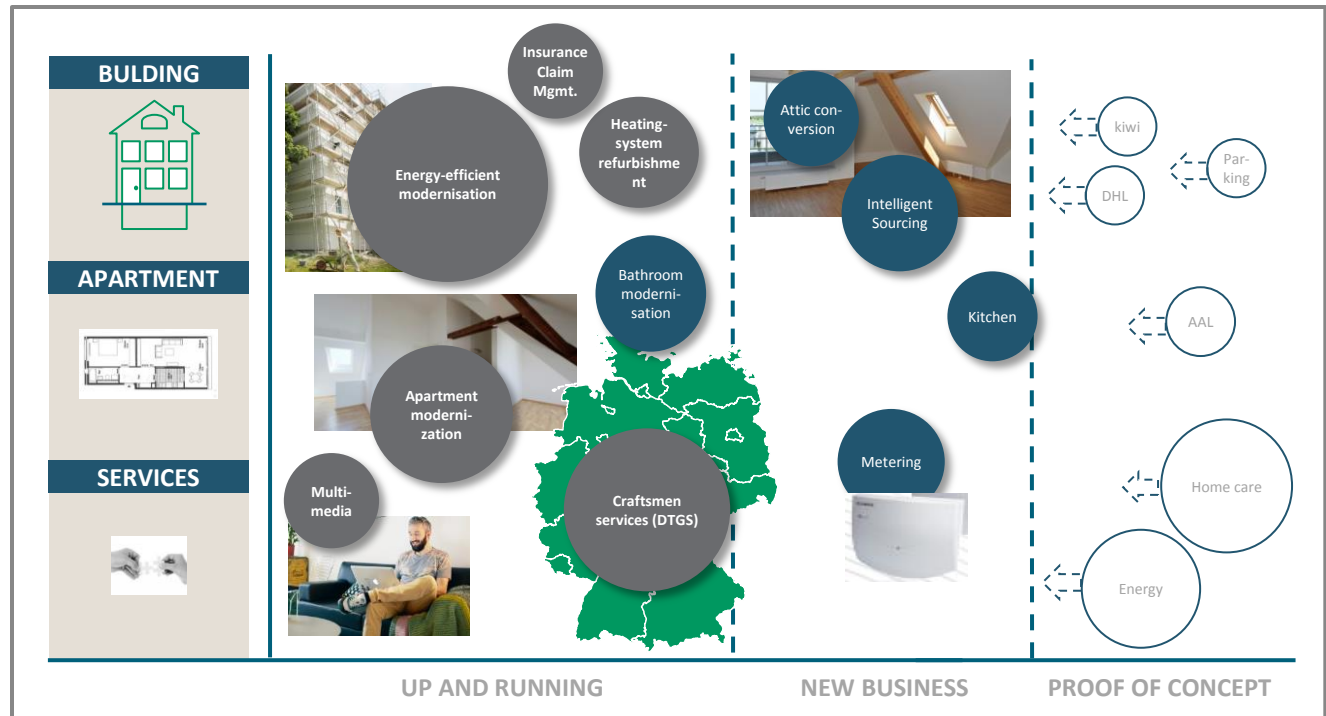 BULDING
APARTMENT
SERVICES
Insurance
Claim
Mgmt.
Energy-efficient
modernisation
Heating-
system
refurbishme
nt
Bathroom
moderni-
sation
Apartment
moderni-
zation
Multi-
media
Craftsmen
services (DTGS)
Attic con-
version
Intelligent
Sourcing
Kitchen
Metering
kiwi
Par-
king
DHL
AAL
Home care
Energy
UP AND RUNNING
NEW BUSINESS
PROOF OF CONCEPT